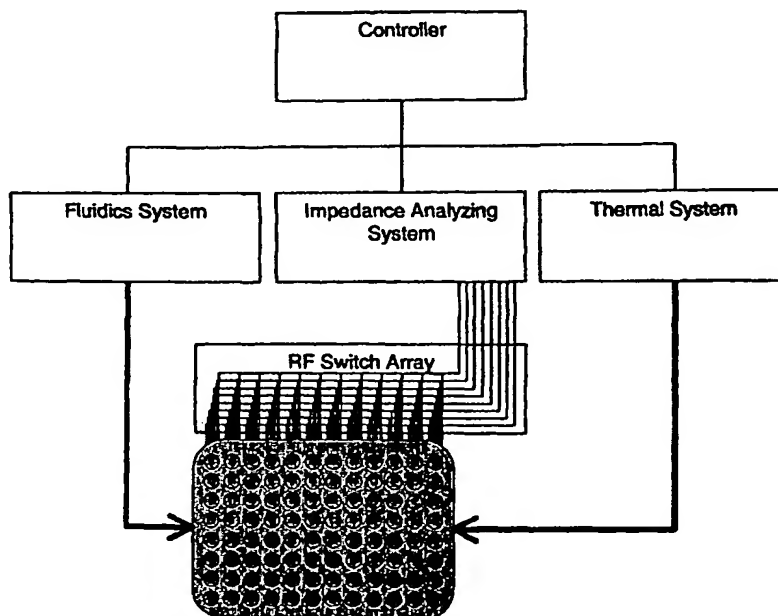 Controller
Fluidics System
Impedance Analyzing
System
Thermal System
RF Switch Array